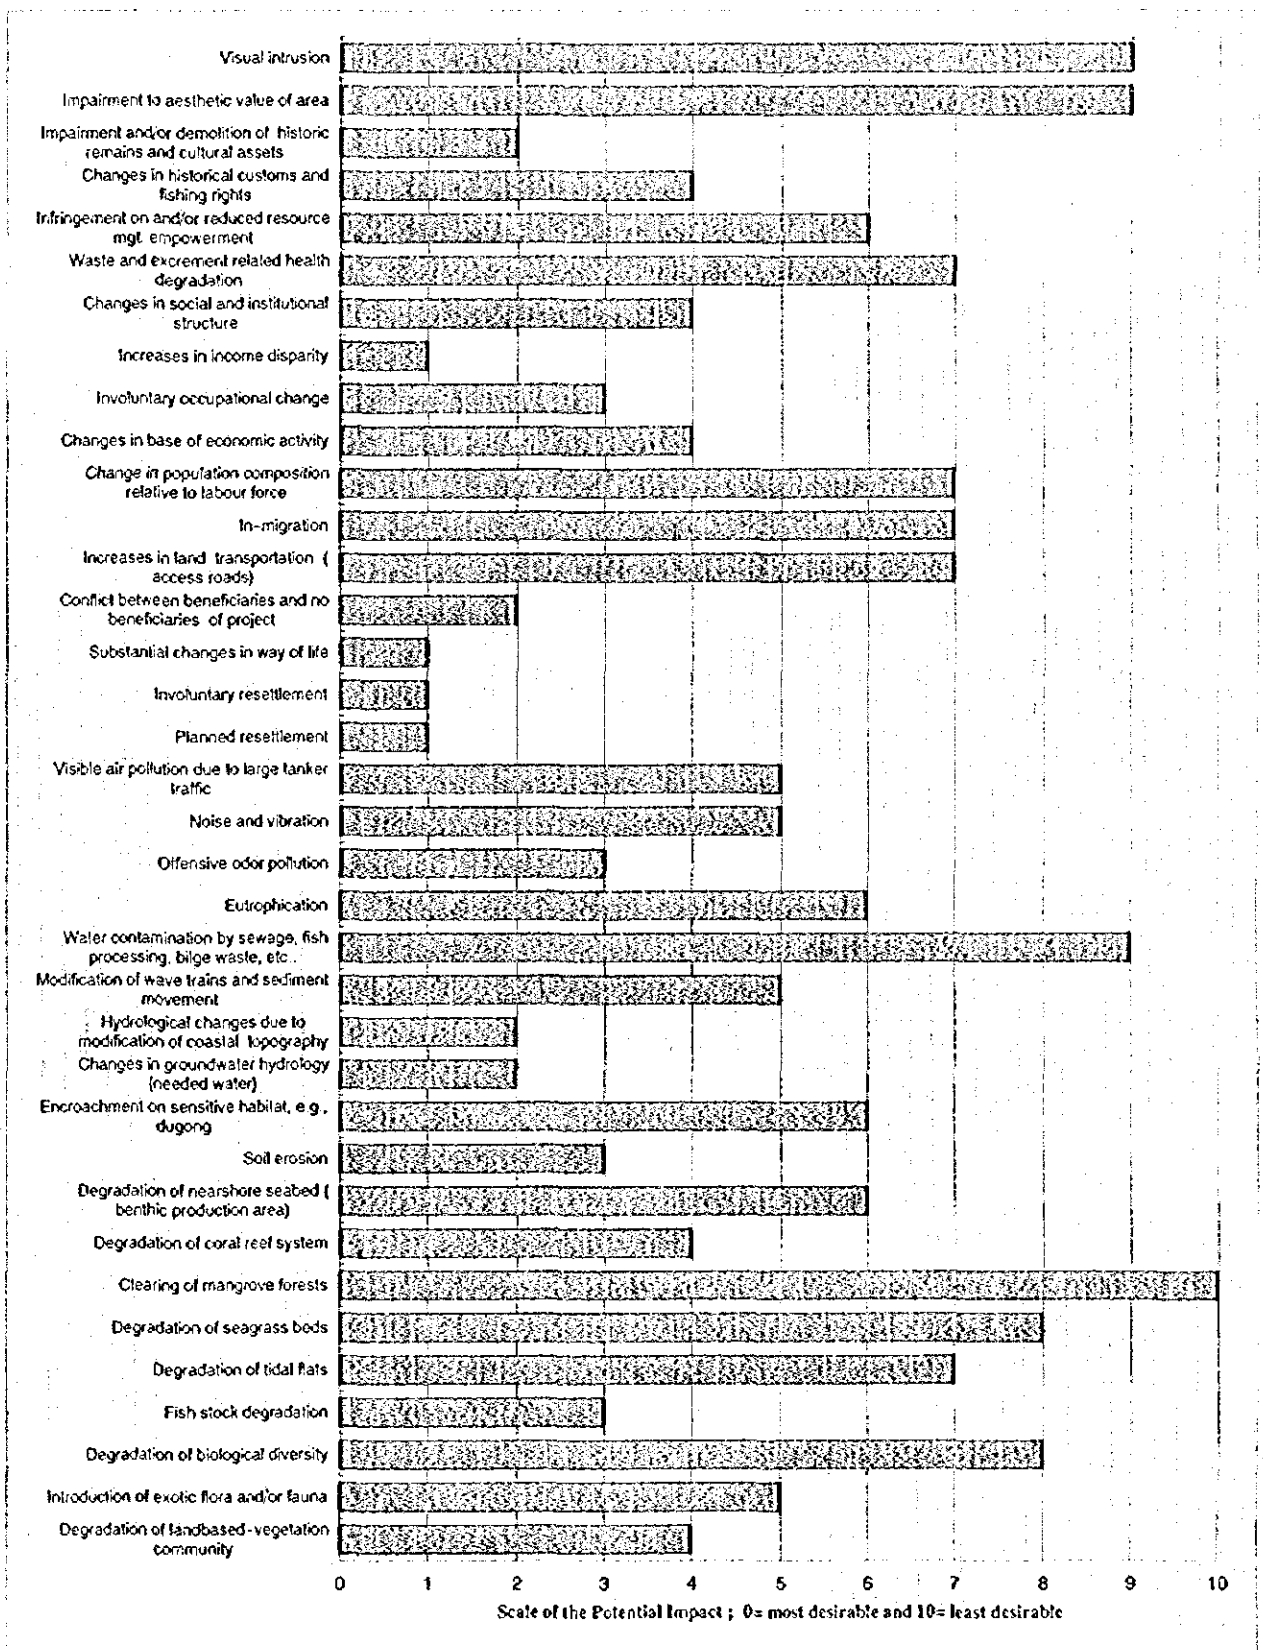 Visual intrusion
Impairment to aesthetic value of area
Impairment and/or demolition of historic
remains and cultural assets
Changes in historical customs and
fishing rights
Infringement on and/or reduced resource
mgt. empowerment
Waste and excrement related health
degradation
Changes in social and institutional
structure
Increases in income disparity
Involuntary occupational change
Changes in base of economic activity
Change in population composition
relative to labour force
In-migration
Increases in land transportation (
access roads)
Conflict between beneficiaries and no
beneficiaries of project
Substantial changes in way of life
Involuntary resettlement
Planned resettlement
Visible air pollution due to large tanker
traffic
Noise and vibration
Offensive odor pollution
Eutrophication
Water contamination by sewage, fish
processing, bilge waste, etc..
Modification of wave trains and sediment
movement
Hydrological changes due to
modification of coastal topography
Changes in groundwater hydrology
(needed water)
Encroachment on sensitive habitat, e.g.,
dugong
Soil erosion
Degradation of nearshore seabed (
benthic production area)
Degradation of coral reef system
Clearing of mangrove forests
Degradation of seagrass beds
Degradation of tidal flats
Fish stock degradation
Degradation of biological diversity
Introduction of exotic flora and/or fauna
Degradation of landbased-vegetation
community
0 1 2 3 4 5 6 7 8 9 10
Scale of the Potential Impact ; 0= most desirable and 10= least desirable